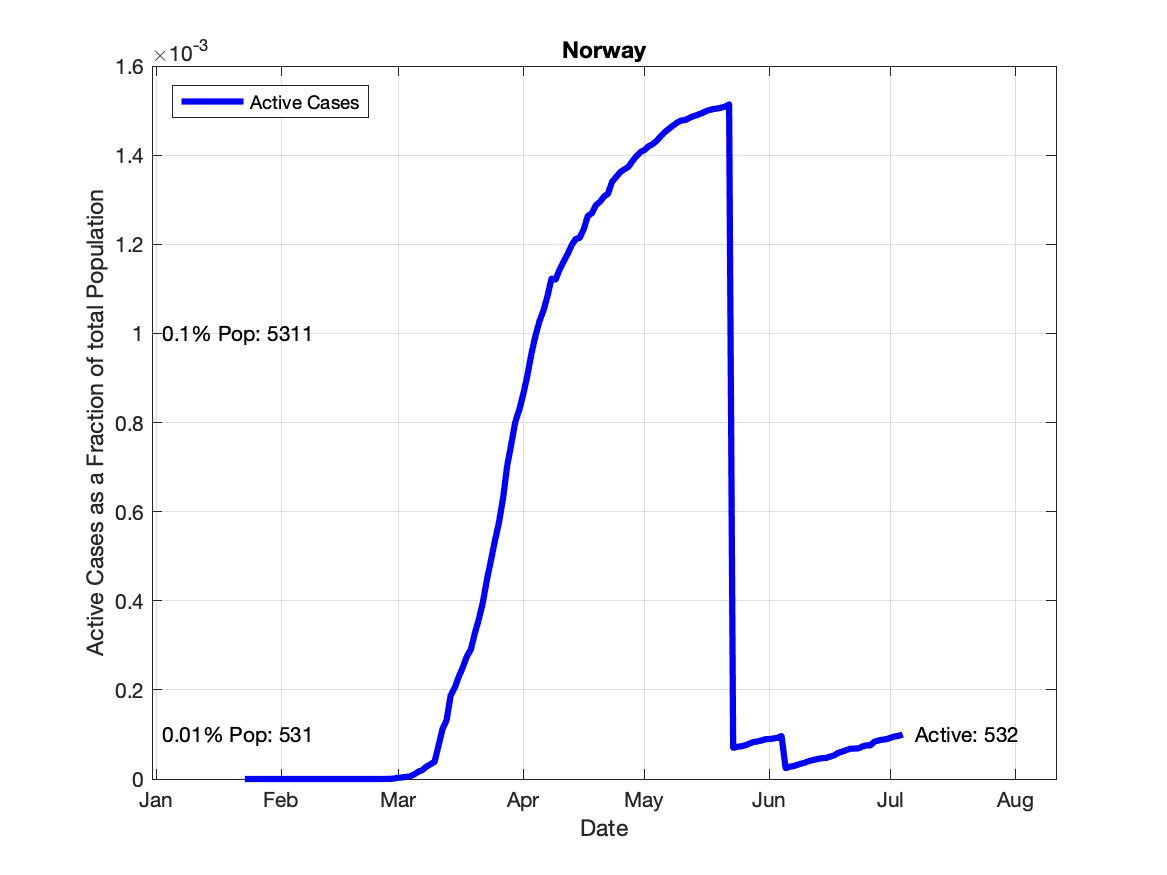 Norway
×10-3
1.6
1.4
1.2
1
0.8
0.6
0.4
0.2
0
Active Cases as a Fraction of total Population
Active Cases
0.1% Pop: 5311
0.01% Pop: 531
Active: 532
Jan Feb Mar Apr May Jun Jul Aug
Date